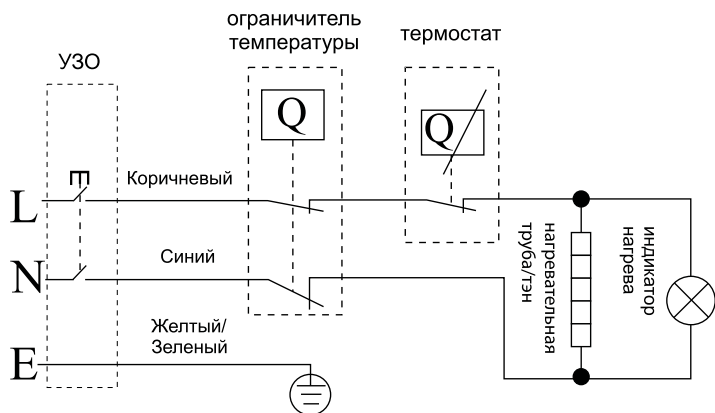 ограничитель
температуры
термостат
УЗО
Q
Q
L
Коричневый
N
Синий
Желтый/
Зеленый
E
нагревательная
труба/тэн
индикатор
нагрева